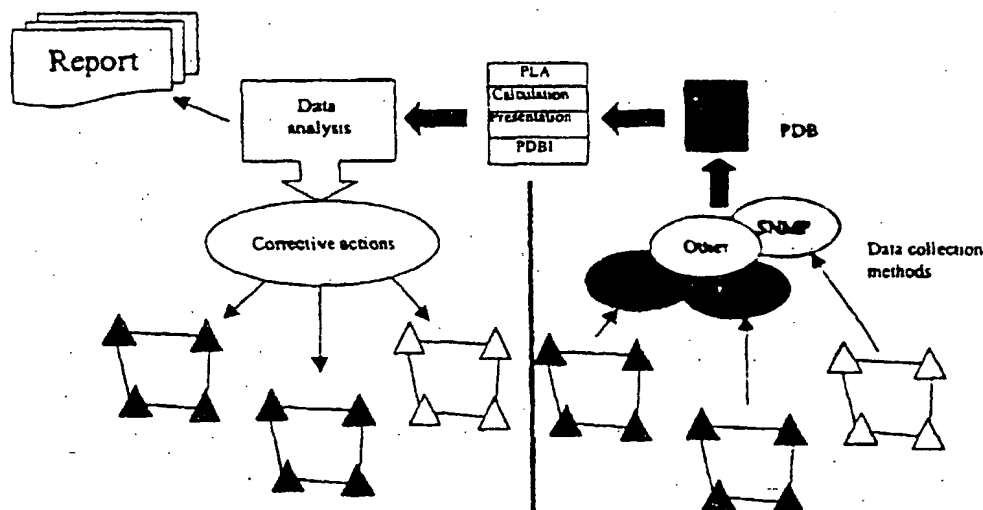 Report
Data
analysis
PLA
Calculation
Presentation
PDBI
PDB
Corrective actions
Other
SNMP
Data collection
methods